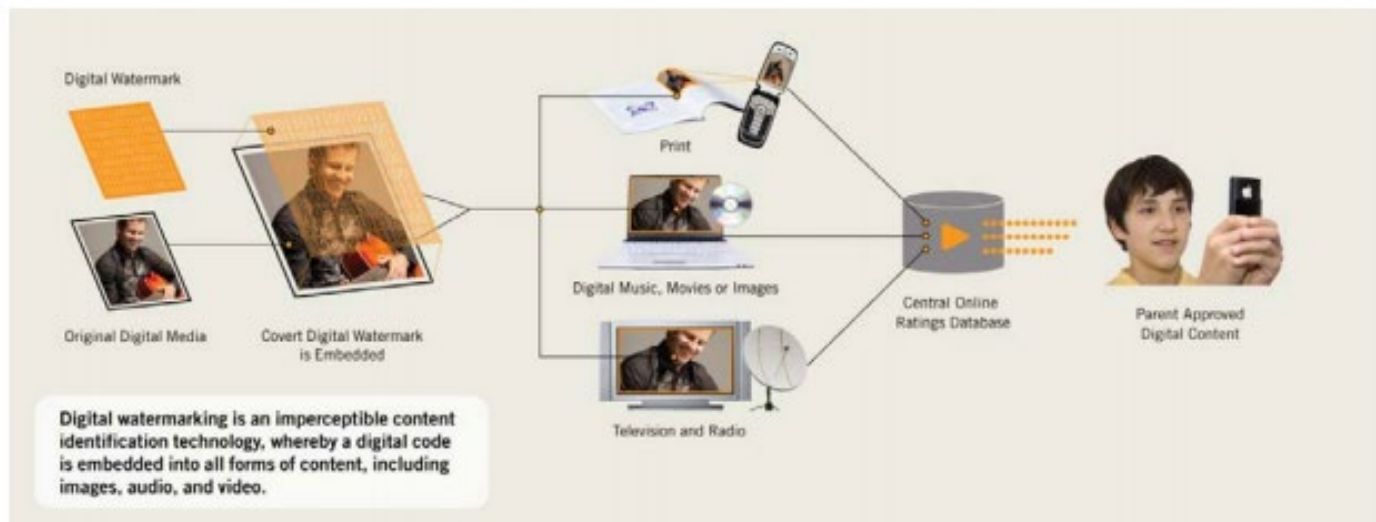 Digital Watermark
Original Digital Media
Covert Digital Watermark
is Embedded
Print
Digital Music, Movies or Images
Television and Radio
Central Online
Ratings Database
Parent Approved
Digital Content
Digital watermarking is an imperceptible content
identification technology, whereby a digital code
is embedded into all forms of content, including
images, audio, and video.